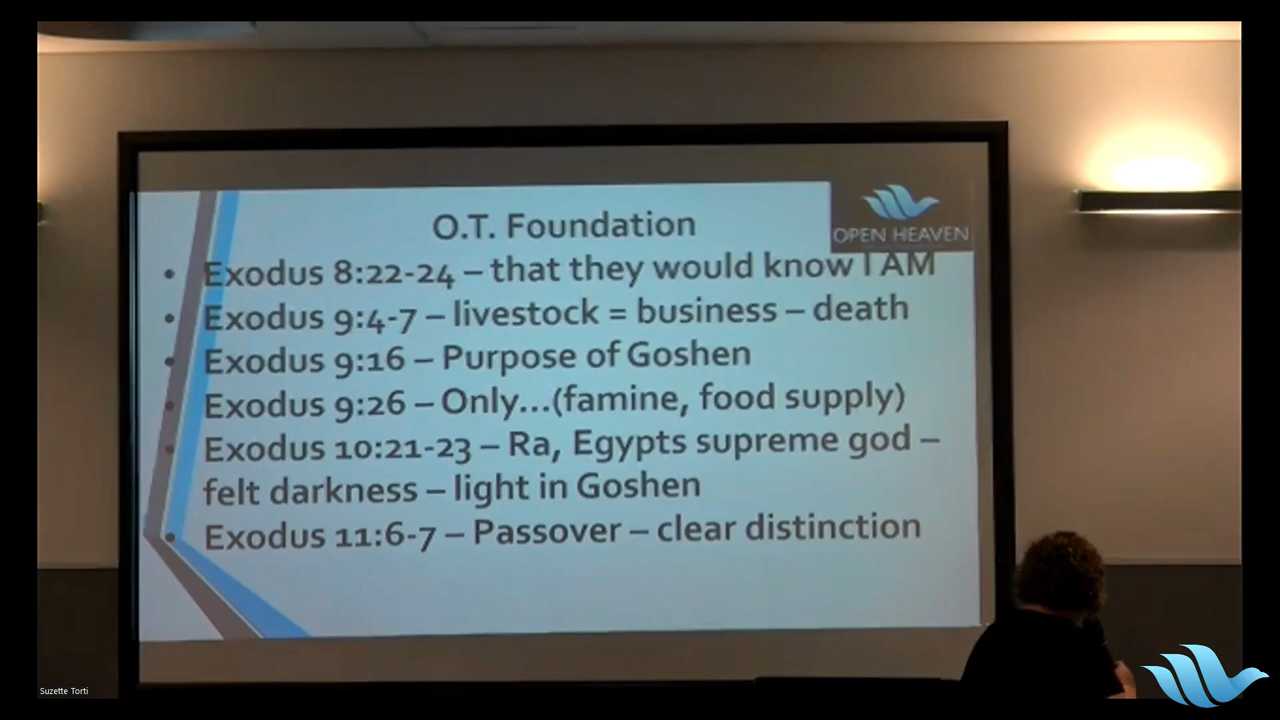 O.T. Foundation
OPEN HEAVEN
• Exodus 8:22-24 – that they would know I AM
• Exodus 9:4-7 – livestock = business – death
• Exodus 9:16 – Purpose of Goshen
• Exodus 9:26 – Only...(famine, food supply)
• Exodus 10:21-23 – Ra, Egypts supreme god –
felt darkness – light in Goshen
• Exodus 11:6-7 – Passover – clear distinction
Suzette Torti